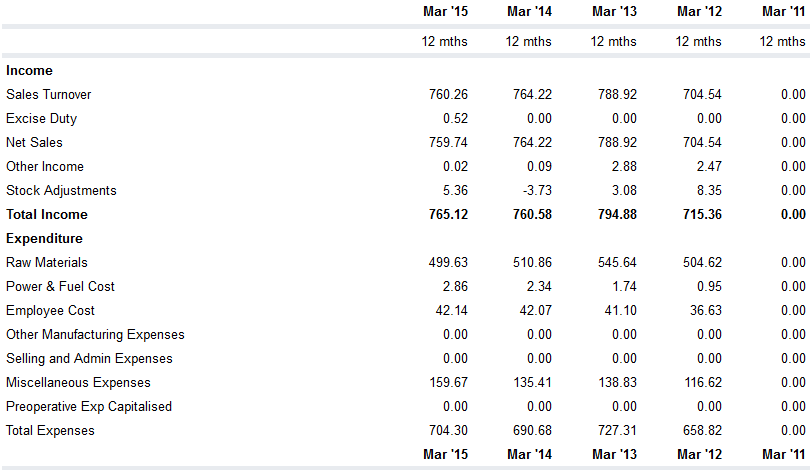 Mar '15 Mar '14 Mar '13 Mar '12 Mar '11
12 mths 12 mths 12 mths 12 mths 12 mths
Income
Sales Turnover 760.26 764.22 788.92 704.54 0.00
Excise Duty 0.52 0.00 0.00 0.00 0.00
Net Sales 759.74 764.22 788.92 704.54 0.00
Other Income 0.02 0.09 2.88 2.47 0.00
Stock Adjustments 5.36 -3.73 3.08 8.35 0.00
Total Income 765.12 760.58 794.88 715.36 0.00
Expenditure
Raw Materials 499.63 510.86 545.64 504.62 0.00
Power & Fuel Cost 2.86 2.34 1.74 0.95 0.00
Employee Cost 42.14 42.07 41.10 36.63 0.00
Other Manufacturing Expenses 0.00 0.00 0.00 0.00 0.00
Selling and Admin Expenses 0.00 0.00 0.00 0.00 0.00
Miscellaneous Expenses 159.67 135.41 138.83 116.62 0.00
Preoperative Exp Capitalised 0.00 0.00 0.00 0.00 0.00
Total Expenses 704.30 690.68 727.31 658.82 0.00
Mar '15 Mar '14 Mar '13 Mar '12 Mar '11